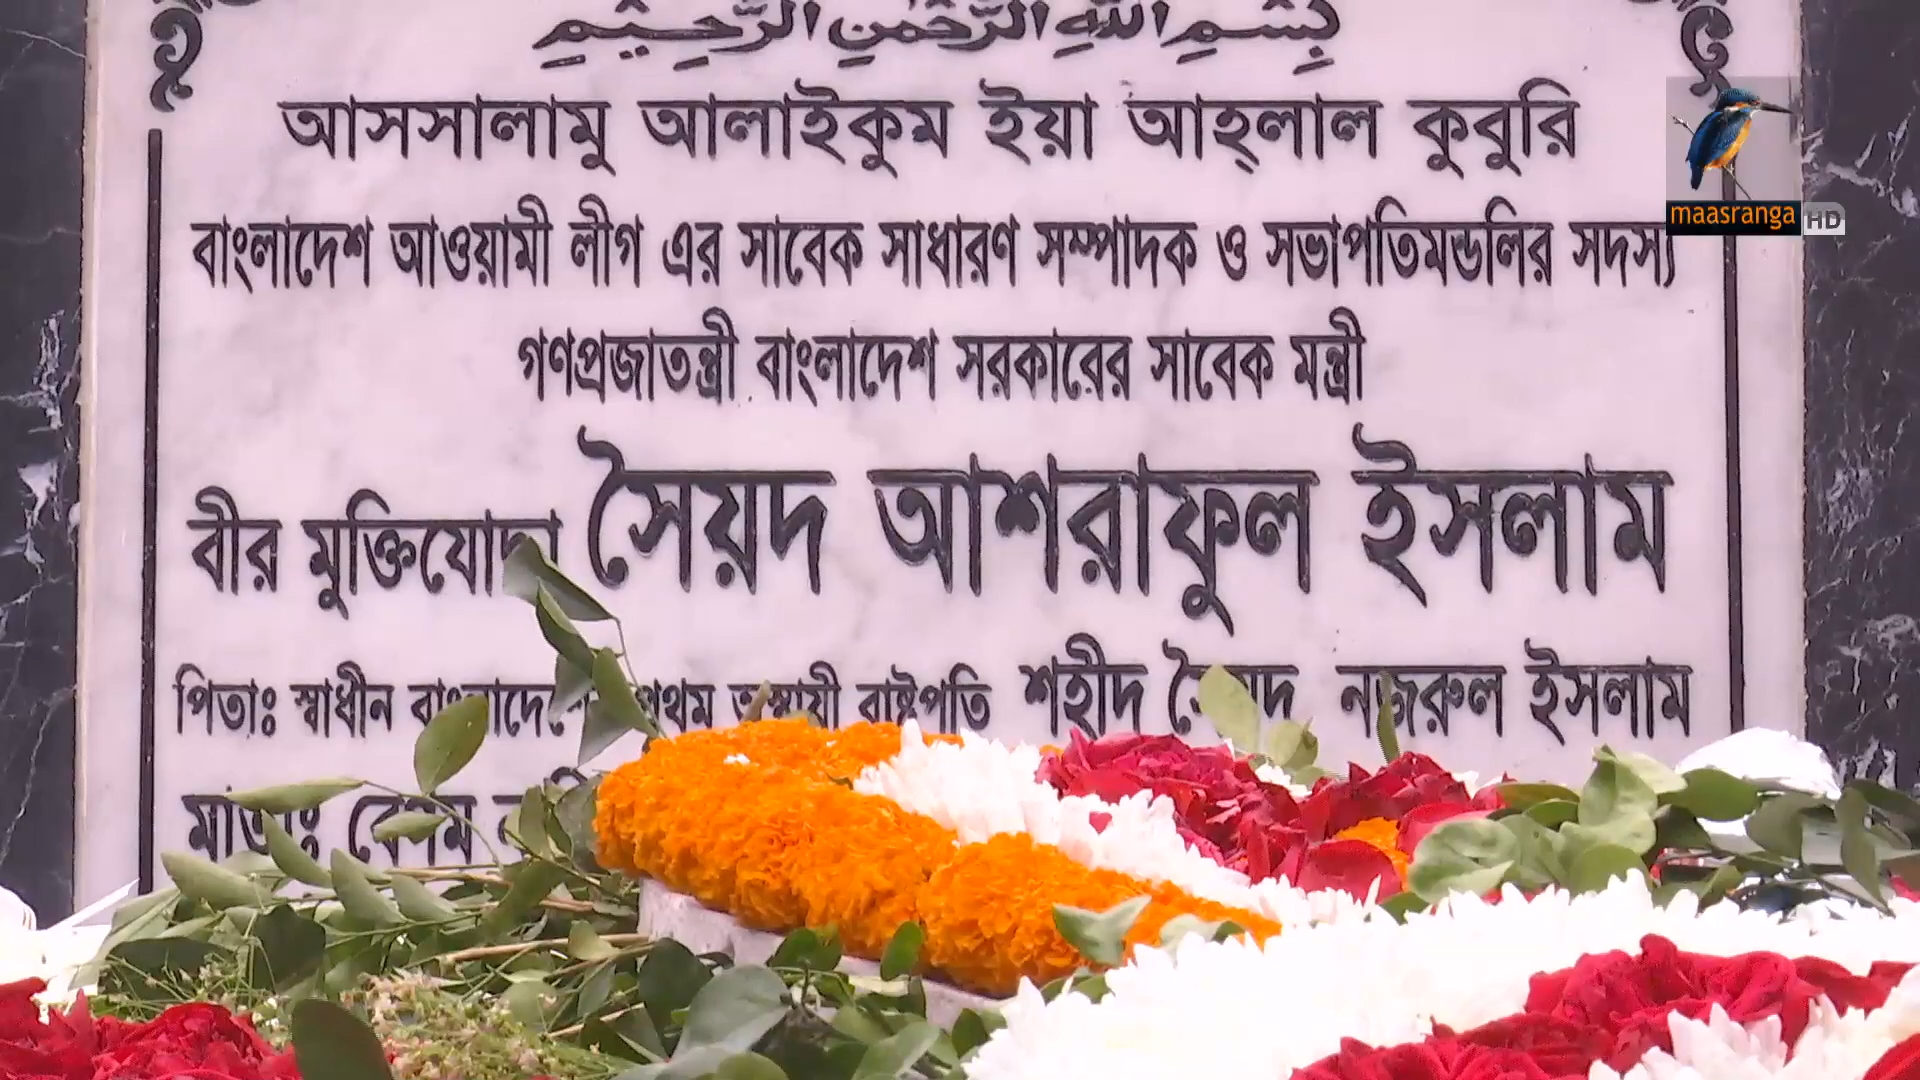 بِسْمِ اللهِ الرَّحْمٰنِ الرَّحِيْمِ
আসসালামু আলাইকুম ইয়া আহ্লাল কুবুরি
বাংলাদেশ আওয়ামী লীগ এর সাবেক সাধারণ সম্পাদক ও সভাপতিমন্ডলির সদস্য
গণপ্রজাতন্ত্রী বাংলাদেশ সরকারের সাবেক মন্ত্রী
বীর মুক্তিযোদ্ধা সৈয়দ আশরাফুল ইসলাম
পিতাঃ স্বাধীন বাংলাদেশের প্রথম অস্থায়ী রাষ্ট্রপতি শহীদ সৈয়দ নজরুল ইসলাম
মাতাঃ বেগম
maasranga HD